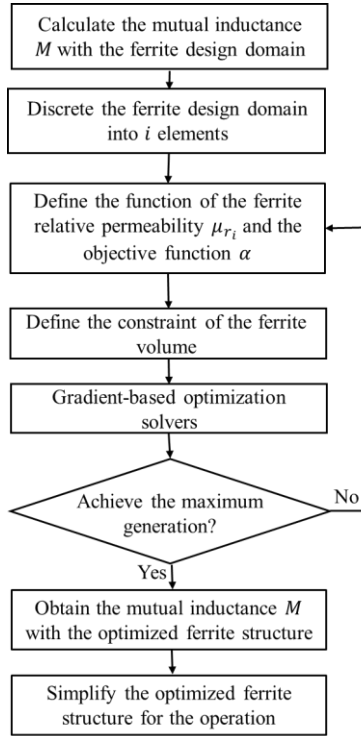 Calculate the mutual inductance
M with the ferrite design domain
Discrete the ferrite design domain
into i elements
Define the function of the ferrite
relative permeability μ_{r_i} and the
objective function α
Define the constraint of the ferrite
volume
Gradient-based optimization
solvers
Achieve the maximum
generation?
No
Yes
Obtain the mutual inductance M
with the optimized ferrite structure
Simplify the optimized ferrite
structure for the operation